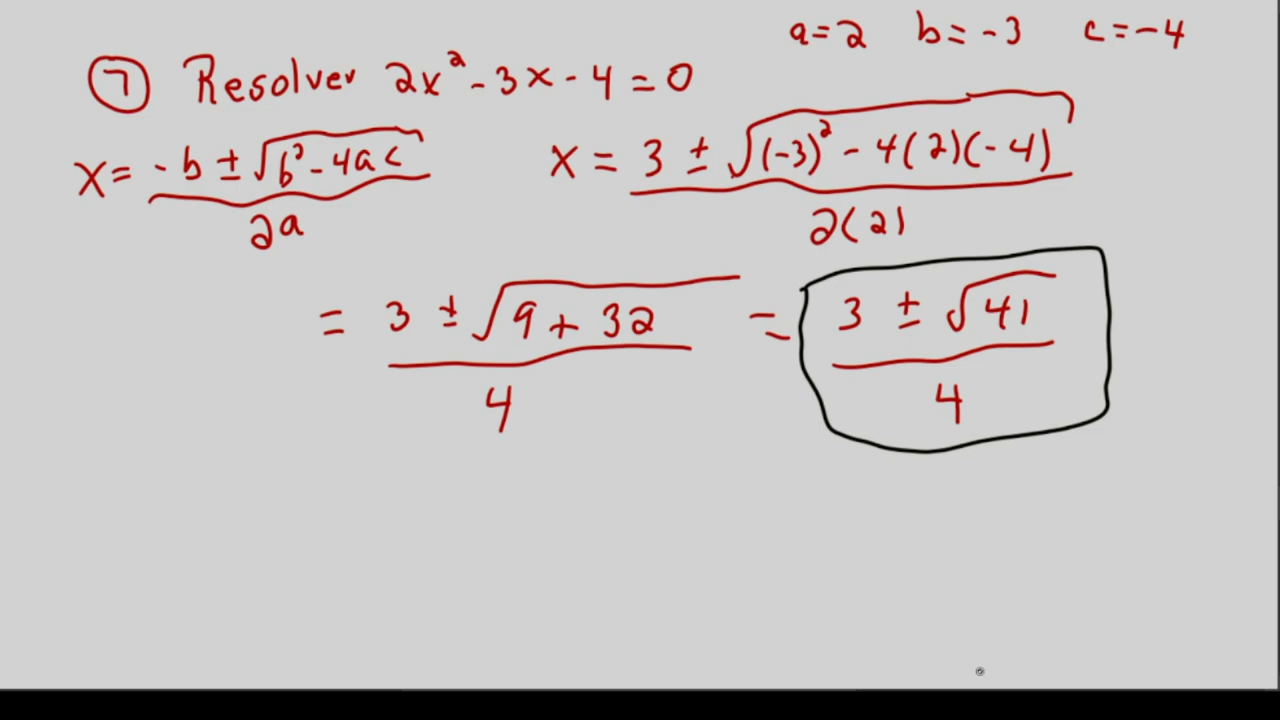 a=2 b=-3 c=-4
⑦ Resolver 2x² - 3x - 4 = 0
x = (-b ± √(b² - 4ac)) / 2a x = (3 ± √((-3)² - 4(2)(-4))) / 2(2)
= (3 ± √(9 + 32)) / 4 = (3 ± √41) / 4